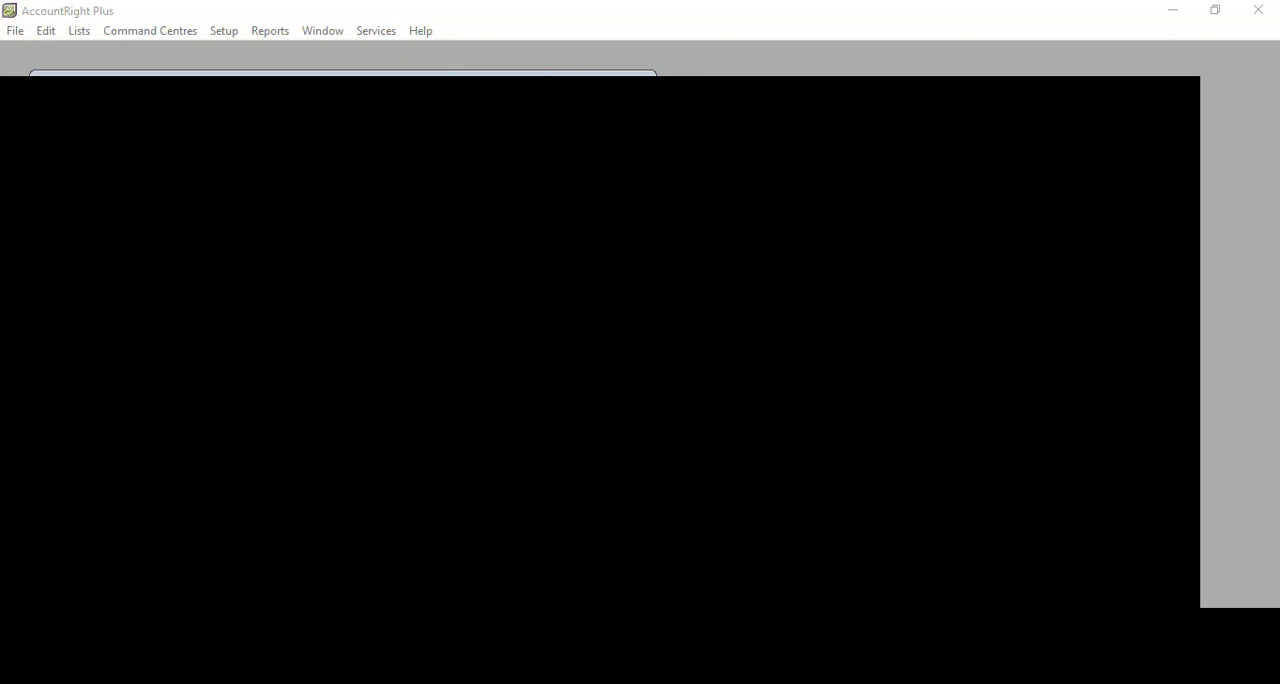 AccountRight Plus
File Edit Lists Command Centres Setup Reports Window Services Help